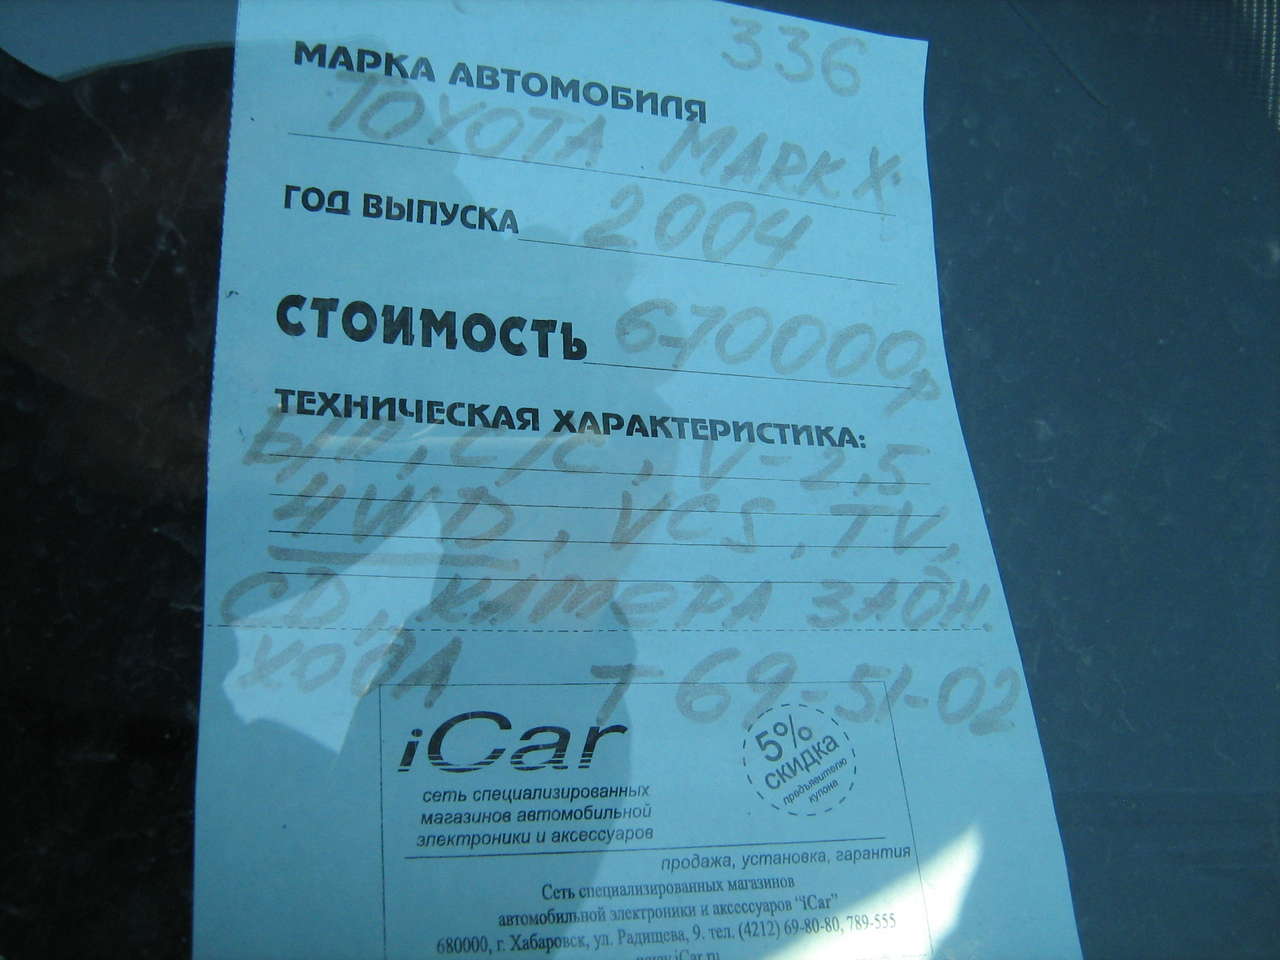 336
МАРКА АВТОМОБИЛЯ
TOYOTA MARK X.
ГОД ВЫПУСКА 2004
СТОИМОСТЬ 670000р
ТЕХНИЧЕСКАЯ ХАРАКТЕРИСТИКА:
Б/П, С/С, V-2,5
4WD, VCS, TV,
CD, КАМЕРА ЗАДН.
ХОДА Т 69-51-02
iCar
5% скидка
предъявителю
купона
сеть специализированных
магазинов автомобильной
электроники и аксессуаров
продажа, установка, гарантия
Сеть специализированных магазинов
автомобильной электроники и аксессуаров "iCar"
680000, г. Хабаровск, ул. Радищева, 9. тел. (4212) 69-80-80, 789-555